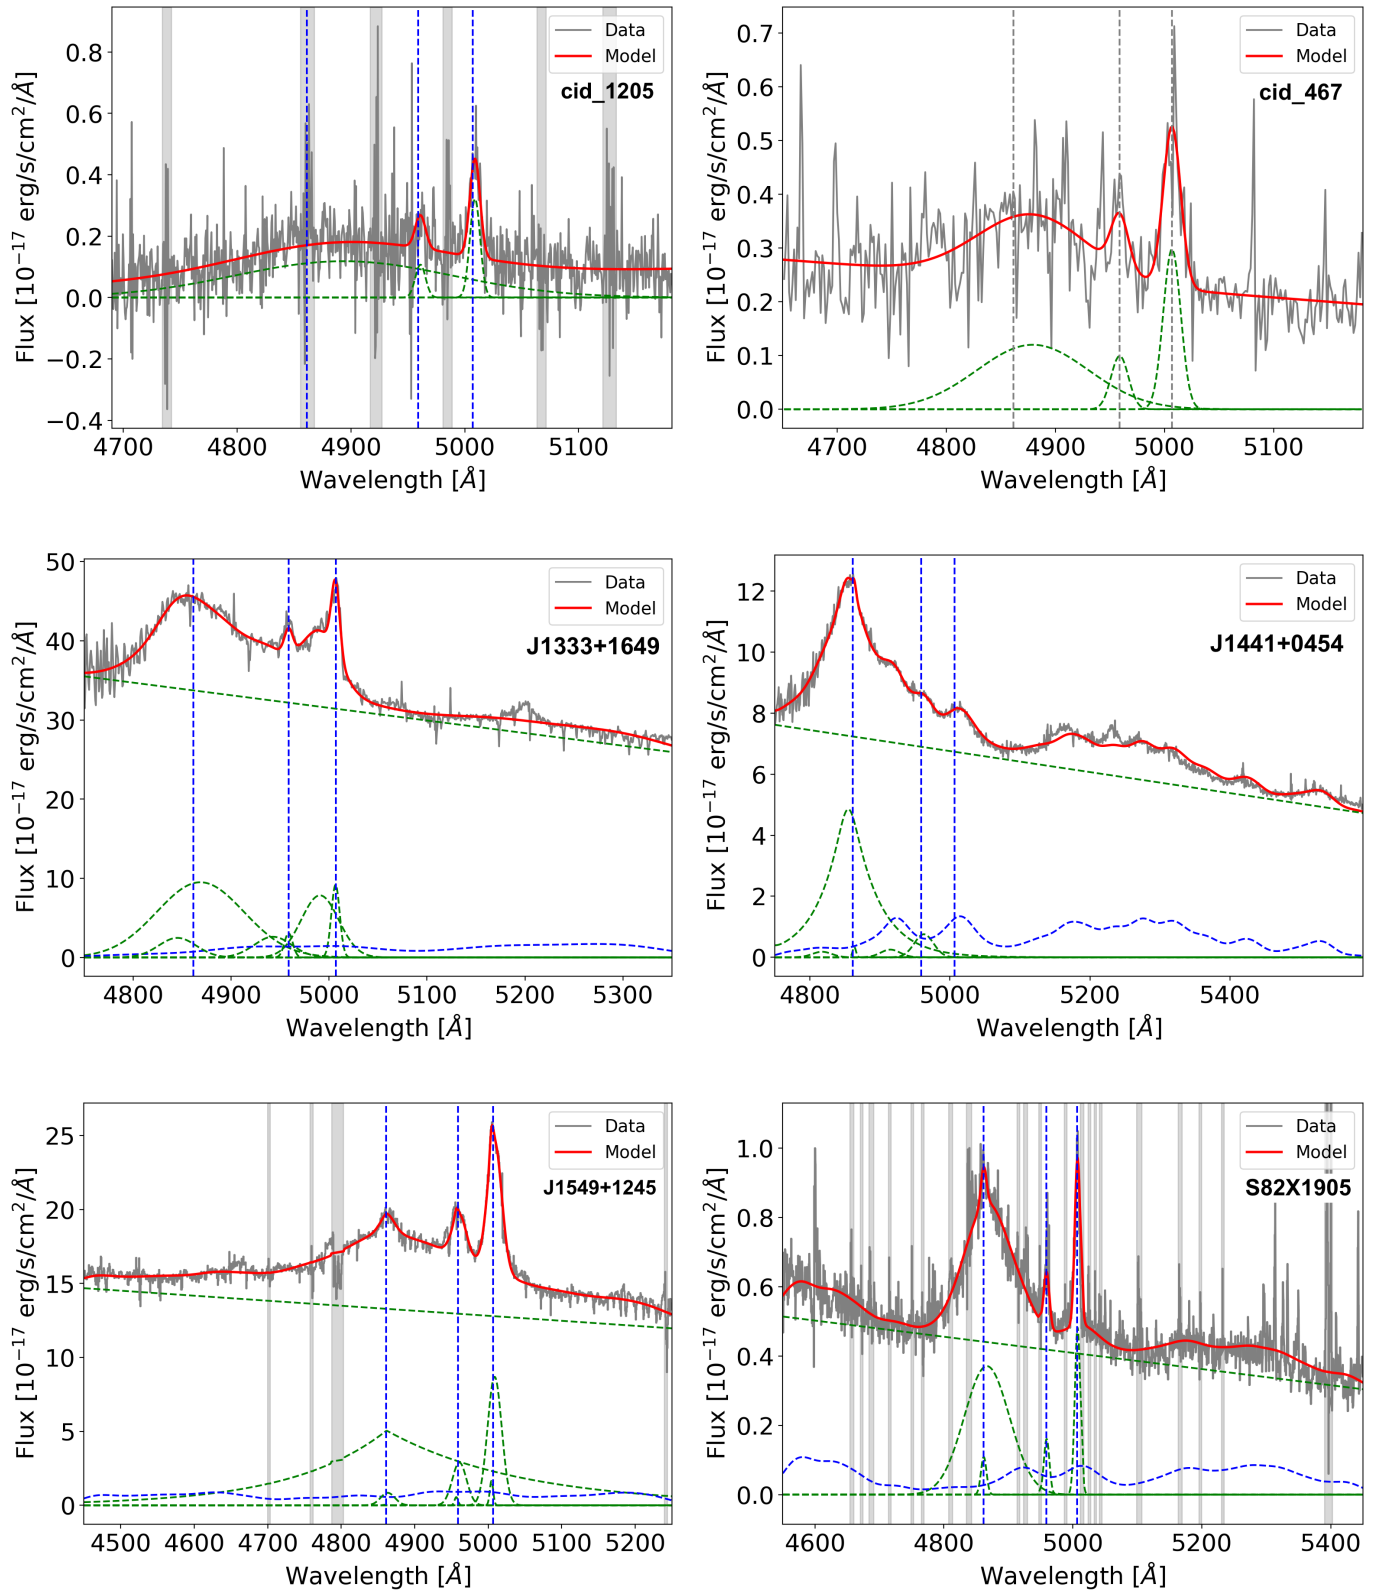 Data
Model
cid_1205
0.8
0.6
0.4
0.2
0.0
−0.2
−0.4
Flux [10⁻¹⁷ erg/s/cm²/Å]
4700 4800 4900 5000 5100
Wavelength [Å]
Data
Model
cid_467
0.7
0.6
0.5
0.4
0.3
0.2
0.1
0.0
Flux [10⁻¹⁷ erg/s/cm²/Å]
4700 4800 4900 5000 5100
Wavelength [Å]
Data
Model
J1333+1649
50
40
30
20
10
0
Flux [10⁻¹⁷ erg/s/cm²/Å]
4800 4900 5000 5100 5200 5300
Wavelength [Å]
Data
Model
J1441+0454
12
10
8
6
4
2
0
Flux [10⁻¹⁷ erg/s/cm²/Å]
4800 5000 5200 5400
Wavelength [Å]
Data
Model
J1549+1245
25
20
15
10
5
0
Flux [10⁻¹⁷ erg/s/cm²/Å]
4500 4600 4700 4800 4900 5000 5100 5200
Wavelength [Å]
Data
Model
S82X1905
1.0
0.8
0.6
0.4
0.2
0.0
Flux [10⁻¹⁷ erg/s/cm²/Å]
4600 4800 5000 5200 5400
Wavelength [Å]